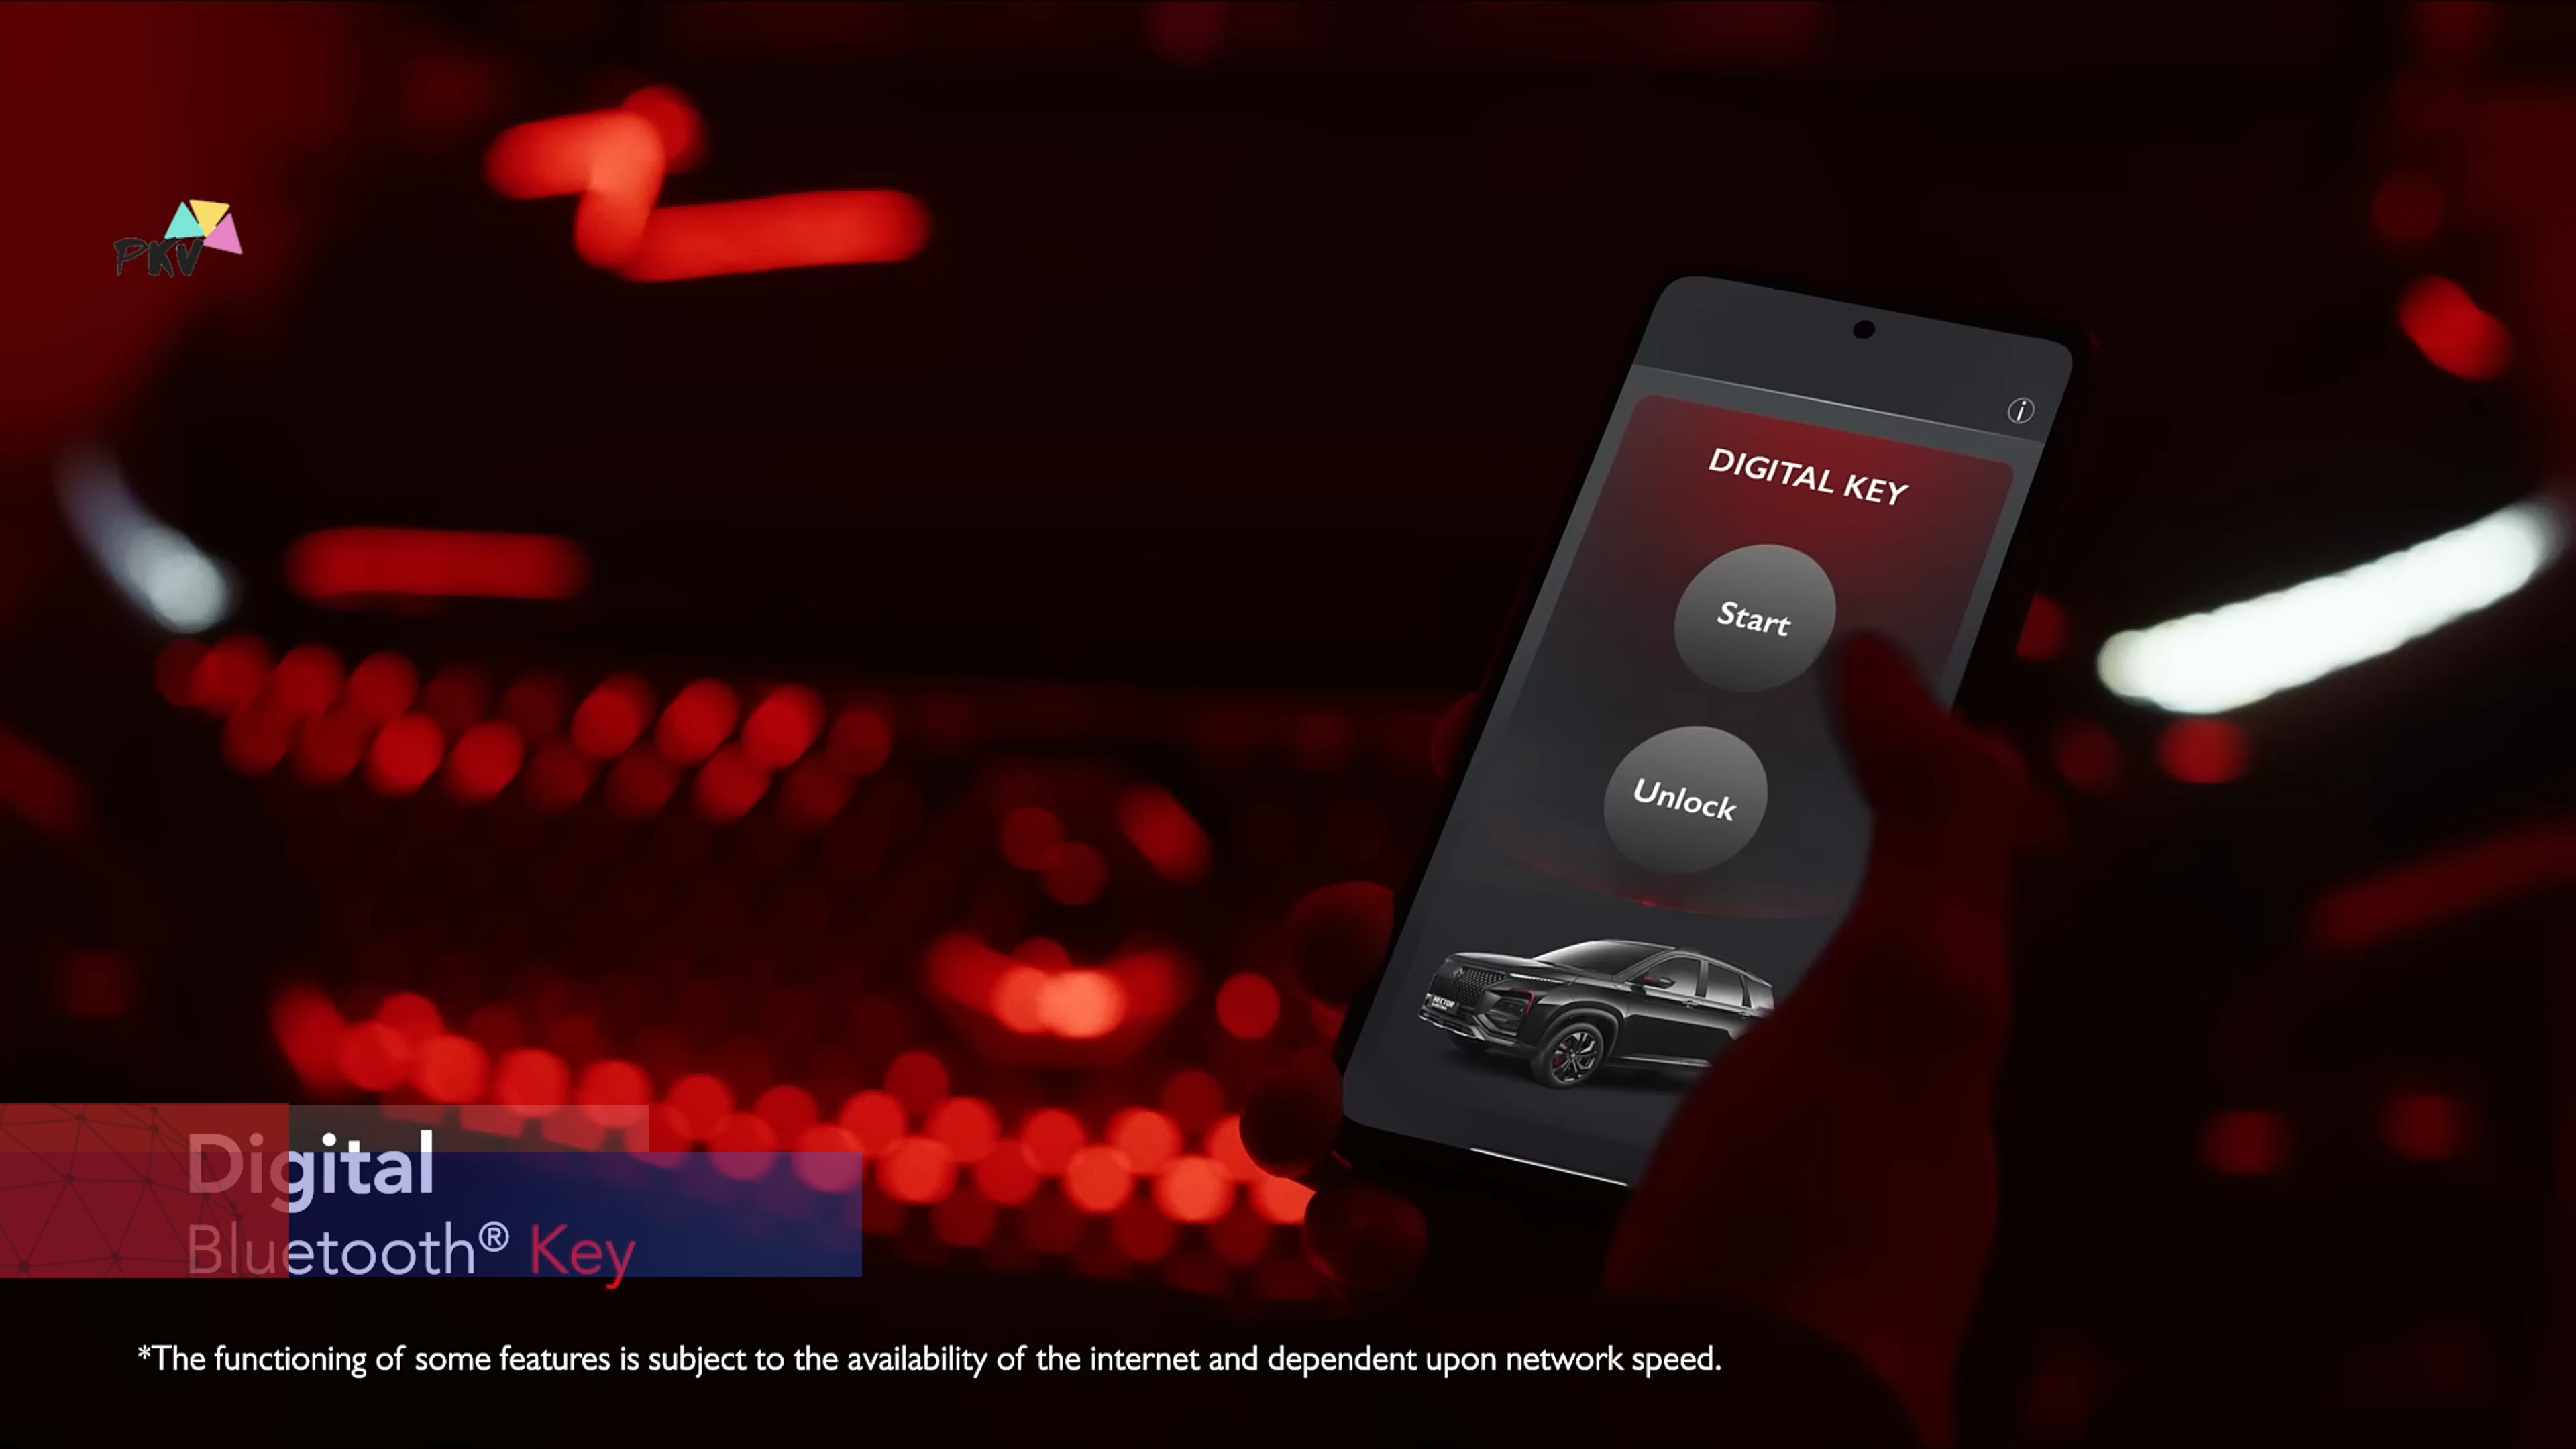 PKV
DIGITAL KEY
Start
Unlock
HECTOR
Digital
Bluetooth® Key
*The functioning of some features is subject to the availability of the internet and dependent upon network speed.